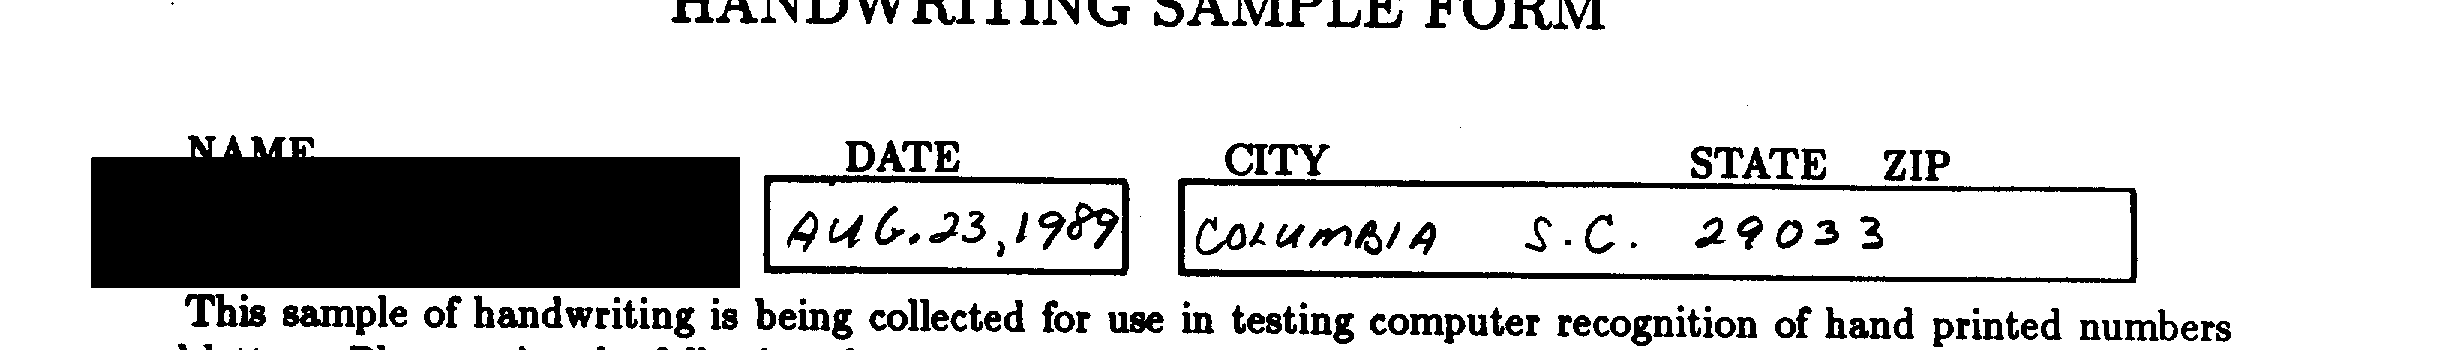 HANDWRITING SAMPLE FORM
NAME DATE CITY STATE ZIP
AUG. 23, 1989 COLUMBIA S.C. 29033
This sample of handwriting is being collected for use in testing computer recognition of hand printed numbers